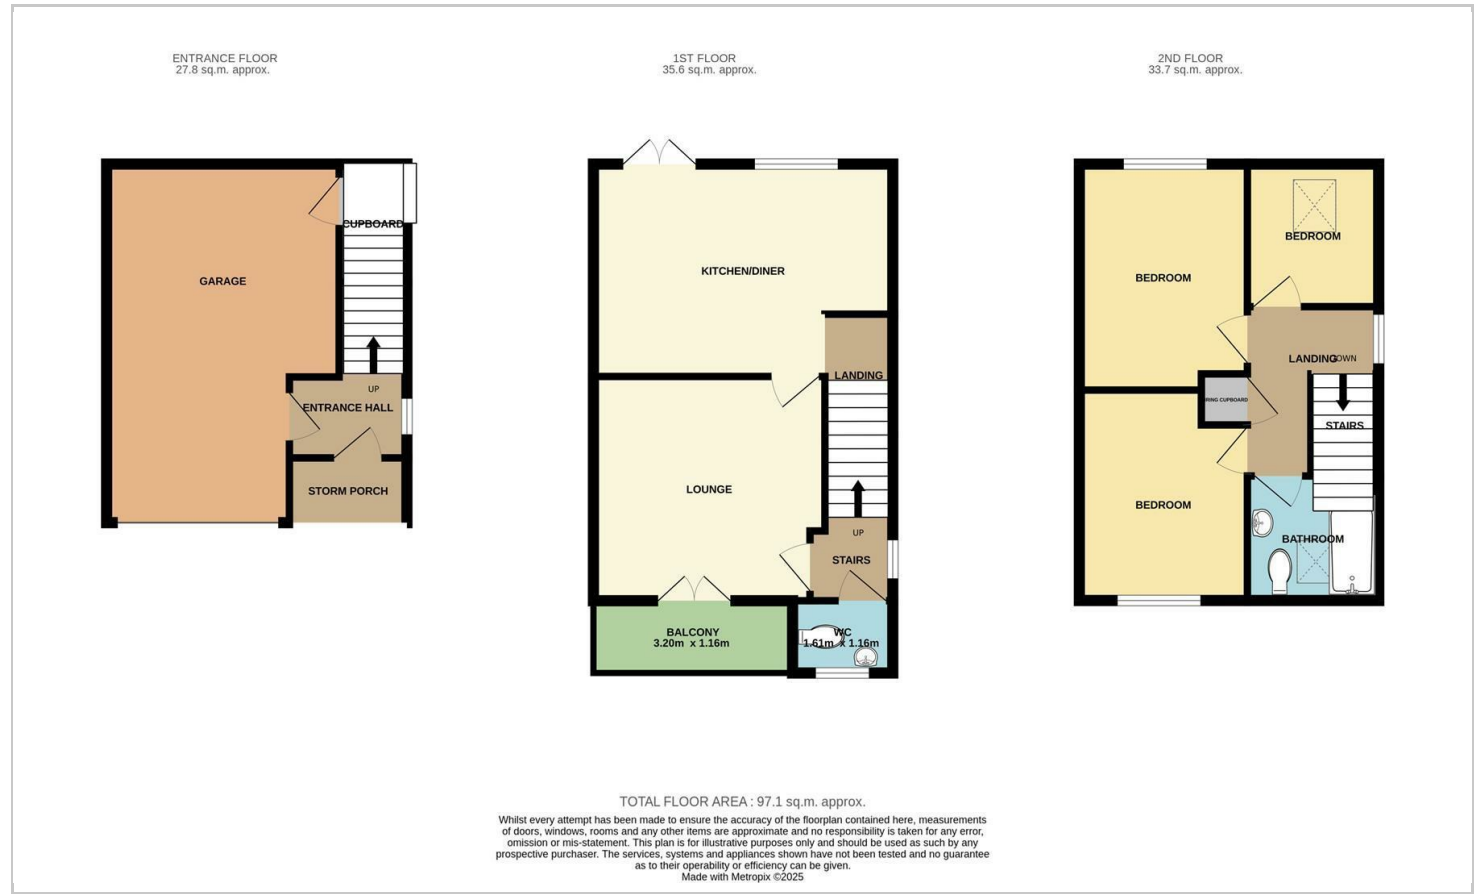 ENTRANCE FLOOR
27.8 sq.m. approx.
1ST FLOOR
35.6 sq.m. approx.
2ND FLOOR
33.7 sq.m. approx.
CUPBOARD
GARAGE
UP
ENTRANCE HALL
STORM PORCH
KITCHEN/DINER
LANDING
LOUNGE
UP
STAIRS
BALCONY
3.20m x 1.16m
WC
1.61m x 1.16m
BEDROOM
BEDROOM
LANDING
STAIRS
RING CUPBOARD
BEDROOM
BATHROOM
TOTAL FLOOR AREA : 97.1 sq.m. approx.
Whilst every attempt has been made to ensure the accuracy of the floorplan contained here, measurements
of doors, windows, rooms and any other items are approximate and no responsibility is taken for any error,
omission or mis-statement. This plan is for illustrative purposes only and should be used as such by any
prospective purchaser. The services, systems and appliances shown have not been tested and no guarantee
as to their operability or efficiency can be given.
Made with Metropix ©2025